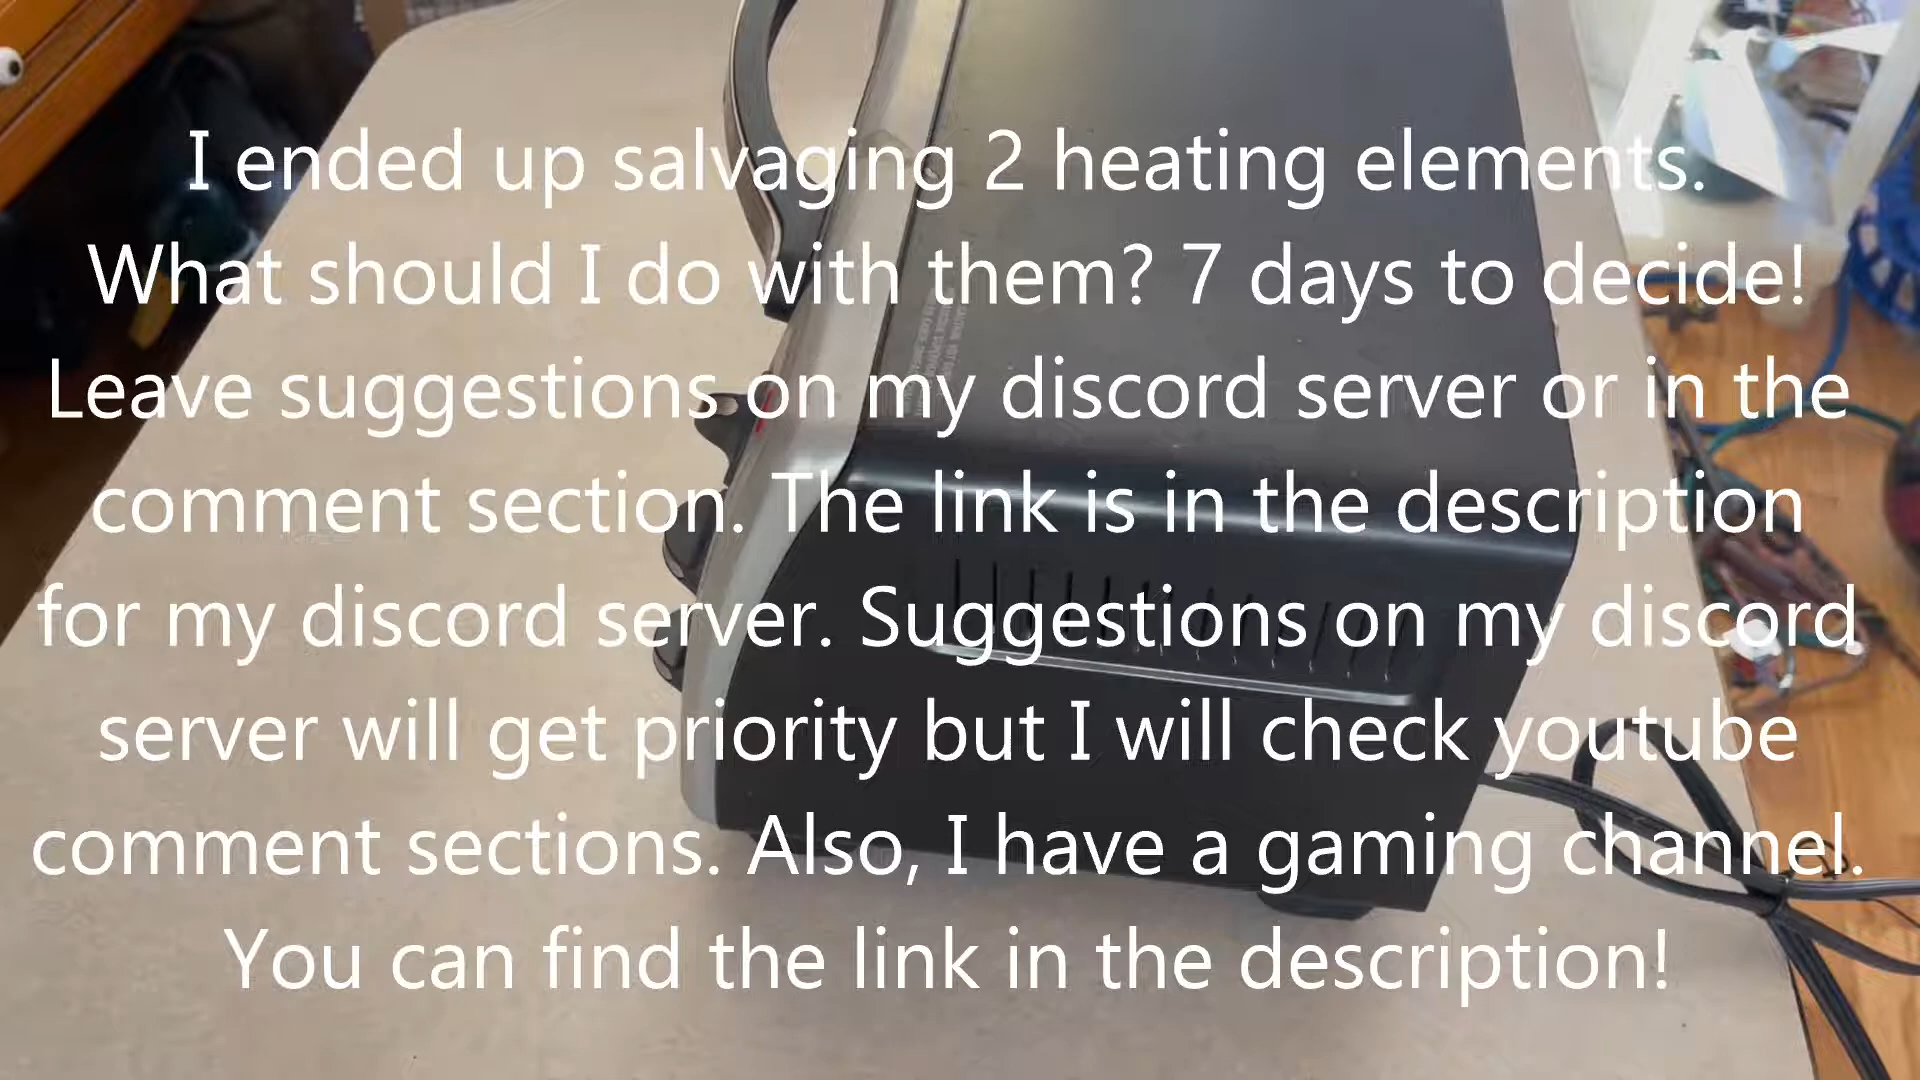 I ended up salvaging 2 heating elements.
What should I do with them? 7 days to decide!
Leave suggestions on my discord server or in the
comment section. The link is in the description
for my discord server. Suggestions on my discord
server will get priority but I will check youtube
comment sections. Also, I have a gaming channel.
You can find the link in the description!